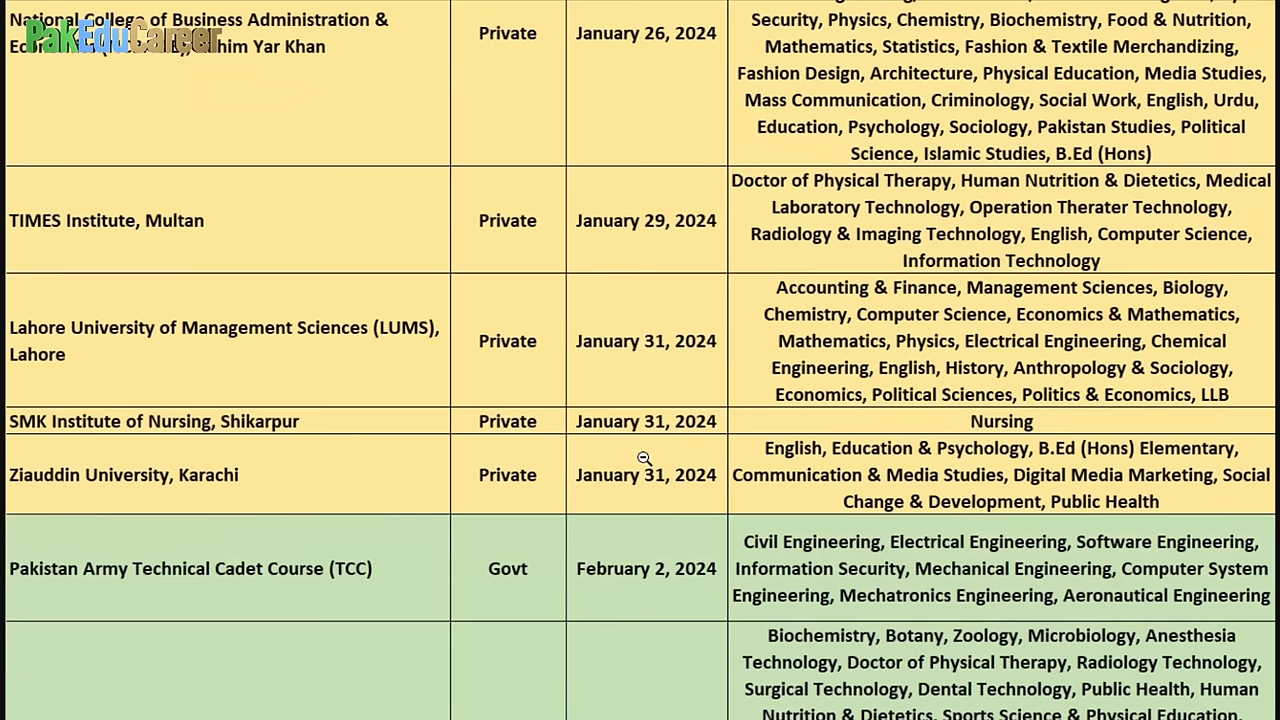 National College of Business Administration &
Private
January 26, 2024
PakEduCareer
him Yar Khan
Security, Physics, Chemistry, Biochemistry, Food & Nutrition,
Mathematics, Statistics, Fashion & Textile Merchandizing,
Fashion Design, Architecture, Physical Education, Media Studies,
Mass Communication, Criminology, Social Work, English, Urdu,
Education, Psychology, Sociology, Pakistan Studies, Political
Science, Islamic Studies, B.Ed (Hons)
TIMES Institute, Multan
Private
January 29, 2024
Doctor of Physical Therapy, Human Nutrition & Dietetics, Medical
Laboratory Technology, Operation Therater Technology,
Radiology & Imaging Technology, English, Computer Science,
Information Technology
Lahore University of Management Sciences (LUMS),
Lahore
Private
January 31, 2024
Accounting & Finance, Management Sciences, Biology,
Chemistry, Computer Science, Economics & Mathematics,
Mathematics, Physics, Electrical Engineering, Chemical
Engineering, English, History, Anthropology & Sociology,
Economics, Political Sciences, Politics & Economics, LLB
SMK Institute of Nursing, Shikarpur
Private
January 31, 2024
Nursing
Ziauddin University, Karachi
Private
January 31, 2024
English, Education & Psychology, B.Ed (Hons) Elementary,
Communication & Media Studies, Digital Media Marketing, Social
Change & Development, Public Health
Pakistan Army Technical Cadet Course (TCC)
Govt
February 2, 2024
Civil Engineering, Electrical Engineering, Software Engineering,
Information Security, Mechanical Engineering, Computer System
Engineering, Mechatronics Engineering, Aeronautical Engineering
Biochemistry, Botany, Zoology, Microbiology, Anesthesia
Technology, Doctor of Physical Therapy, Radiology Technology,
Surgical Technology, Dental Technology, Public Health, Human
Nutrition & Dietetics, Sports Science & Physical Education,